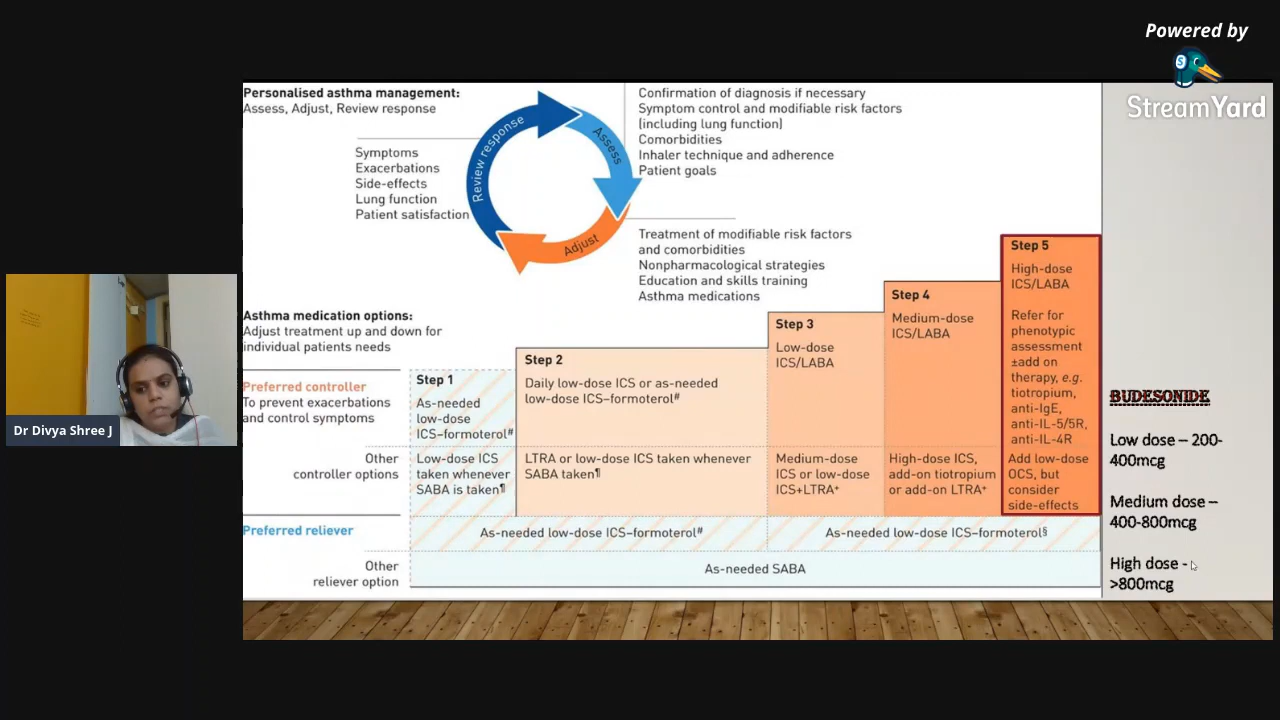 Powered by
StreamYard
Personalised asthma management:
Assess, Adjust, Review response
Symptoms
Exacerbations
Side-effects
Lung function
Patient satisfaction
Review response
Assess
Adjust
Confirmation of diagnosis if necessary
Symptom control and modifiable risk factors
(including lung function)
Comorbidities
Inhaler technique and adherence
Patient goals
Treatment of modifiable risk factors
and comorbidities
Nonpharmacological strategies
Education and skills training
Asthma medications
Asthma medication options:
Adjust treatment up and down for
individual patients needs
Preferred controller
To prevent exacerbations
and control symptoms
Step 1
As-needed
low-dose
ICS–formoterol#
Step 2
Daily low-dose ICS or as-needed
low-dose ICS–formoterol#
Step 3
Low-dose
ICS/LABA
Step 4
Medium-dose
ICS/LABA
Step 5
High-dose
ICS/LABA
Refer for
phenotypic
assessment
±add on
therapy, e.g.
tiotropium,
anti-IgE,
anti-IL-5/5R,
anti-IL-4R
Other
controller options
Low-dose ICS
taken whenever
SABA is taken¶
LTRA or low-dose ICS taken whenever
SABA taken¶
Medium-dose
ICS or low-dose
ICS+LTRA+
High-dose ICS,
add-on tiotropium
or add-on LTRA+
Add low-dose
OCS, but
consider
side-effects
Preferred reliever
As-needed low-dose ICS–formoterol#
As-needed low-dose ICS–formoterol§
Other
reliever option
As-needed SABA
BUDESONIDE
Low dose – 200-
400mcg
Medium dose –
400-800mcg
High dose -
>800mcg
Dr Divya Shree J